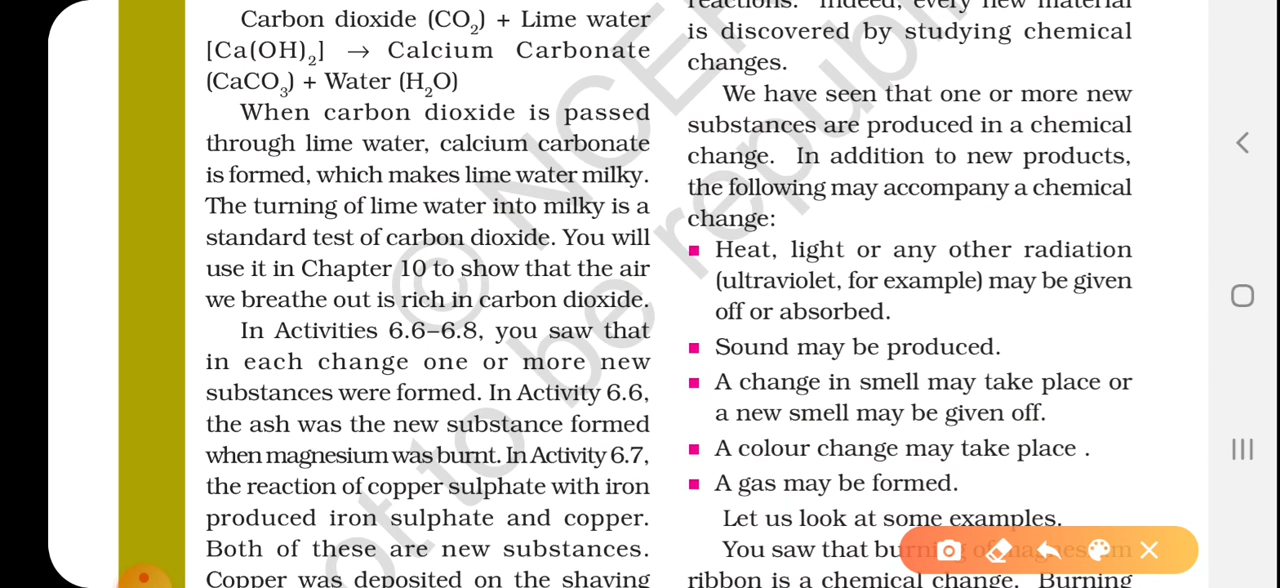 Carbon dioxide (CO₂) + Lime water
[Ca(OH)₂] → Calcium Carbonate
(CaCO₃) + Water (H₂O)
When carbon dioxide is passed
through lime water, calcium carbonate
is formed, which makes lime water milky.
The turning of lime water into milky is a
standard test of carbon dioxide. You will
use it in Chapter 10 to show that the air
we breathe out is rich in carbon dioxide.
In Activities 6.6–6.8, you saw that
in each change one or more new
substances were formed. In Activity 6.6,
the ash was the new substance formed
when magnesium was burnt. In Activity 6.7,
the reaction of copper sulphate with iron
produced iron sulphate and copper.
Both of these are new substances.
Copper was deposited on the shaving
reactions. Indeed, every new material
is discovered by studying chemical
changes.
We have seen that one or more new
substances are produced in a chemical
change. In addition to new products,
the following may accompany a chemical
change:
Heat, light or any other radiation
(ultraviolet, for example) may be given
off or absorbed.
Sound may be produced.
A change in smell may take place or
a new smell may be given off.
A colour change may take place .
A gas may be formed.
Let us look at some examples.
You saw that burning of magnesium
ribbon is a chemical change. Burning